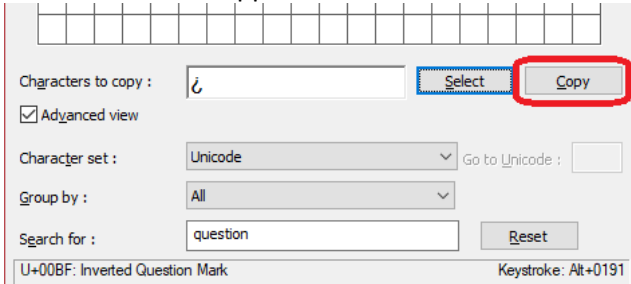 Characters to copy : ¿ Select Copy
Advanced view
Character set : Unicode Go to Unicode :
Group by : All
Search for : question Reset
U+00BF: Inverted Question Mark Keystroke: Alt+0191